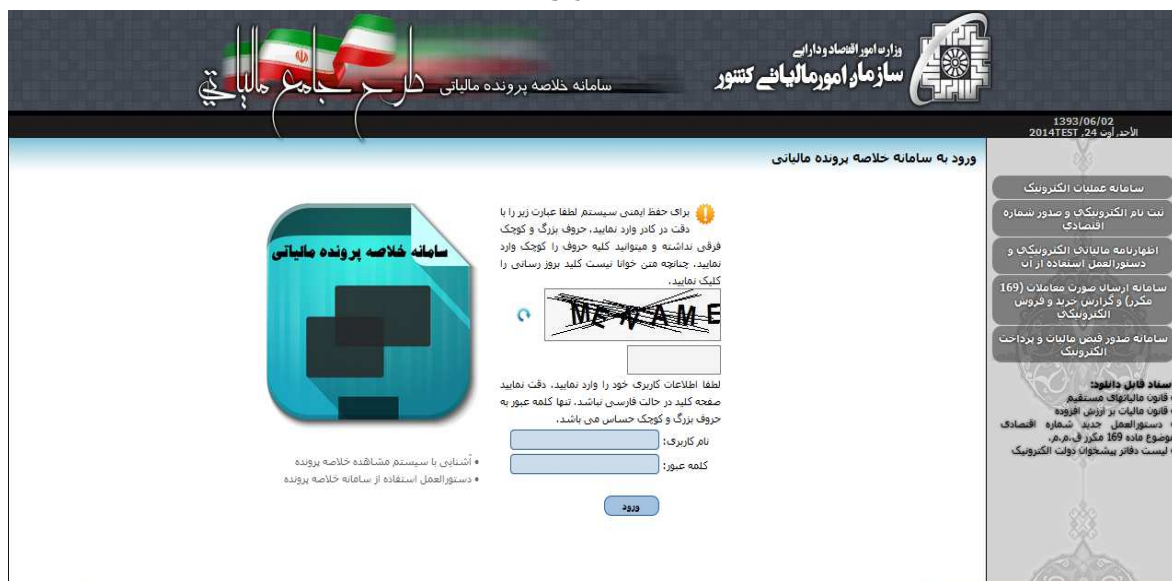 وزارت امور اقتصاد و دارایی
سازمان امور مالیاتی کشور
سامانه خلاصه پرونده مالیاتی
طرح جامع مالیاتی
1393/06/02
الأحد, أوت 24, 2014TEST
سامانه عملیات الکترونیک
ثبت نام الکترونیکی و صدور شماره
اقتصادی
اظهارنامه مالیاتی الکترونیکی و
دستورالعمل استفاده از آن
سامانه ارسال صورت معاملات (169
مکرر) و گزارش خرید و فروش
الکترونیکی
سامانه صدور قبض مالیات و پرداخت
الکترونیک
اسناد قابل دانلود:
قانون مالیاتهای مستقیم
قانون مالیات بر ارزش افزوده
دستورالعمل جدید شماره اقتصادی
موضوع ماده 169 مکرر ق.م.م.
لیست دفاتر پیشخوان دولت الکترونیک
ورود به سامانه خلاصه پرونده مالیاتی
برای حفظ ایمنی سیستم لطفا عبارت زیر را با
دقت در کادر وارد نمایید. حروف بزرگ و کوچک
فرقی نداشته و میتوانید کلیه حروف را کوچک وارد
نمایید. چنانچه متن خوانا نیست کلید بروز رسانی را
کلیک نمایید.
MENAME
لطفا اطلاعات کاربری خود را وارد نمایید. دقت نمایید
صفحه کلید در حالت فارسی نباشد. تنها کلمه عبور به
حروف بزرگ و کوچک حساس می باشد.
نام کاربری:
کلمه عبور:
ورود
سامانه خلاصه پرونده مالیاتی
• آشنایی با سیستم مشاهده خلاصه پرونده
• دستورالعمل استفاده از سامانه خلاصه پرونده